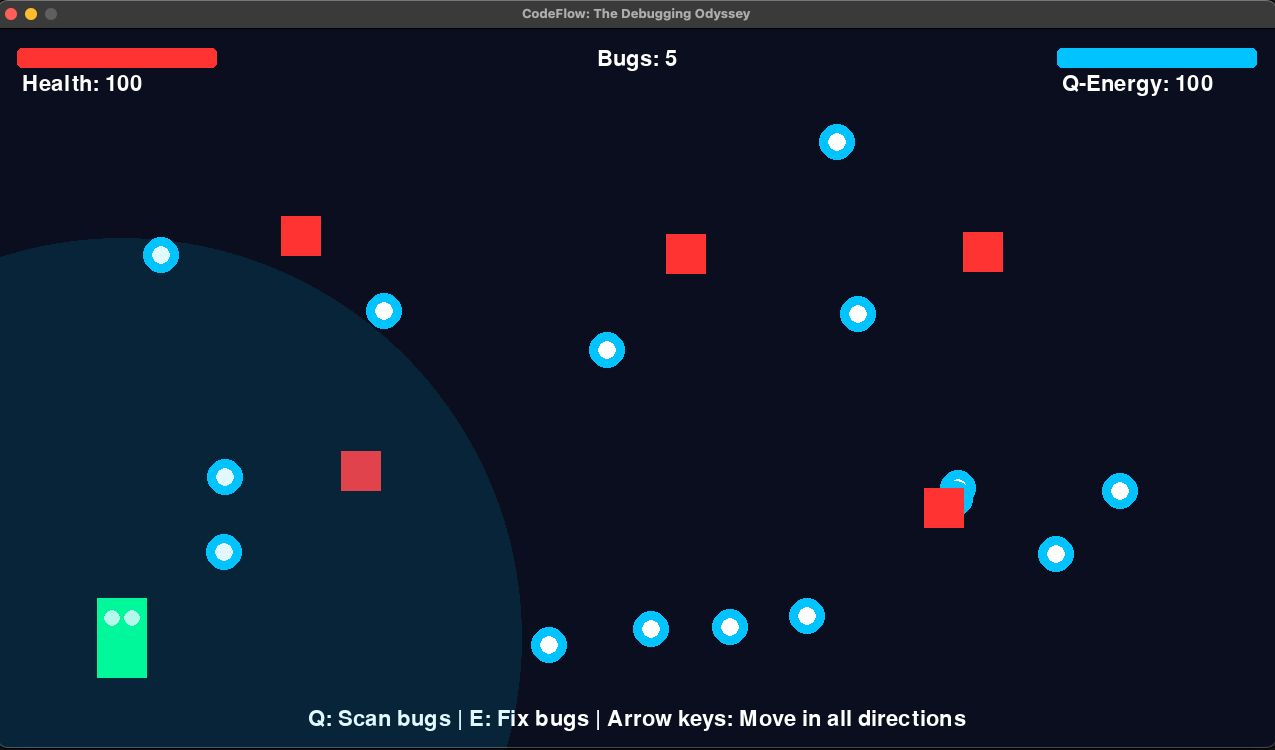 CodeFlow: The Debugging Odyssey
Bugs: 5
Health: 100
Q-Energy: 100
Q: Scan bugs | E: Fix bugs | Arrow keys: Move in all directions